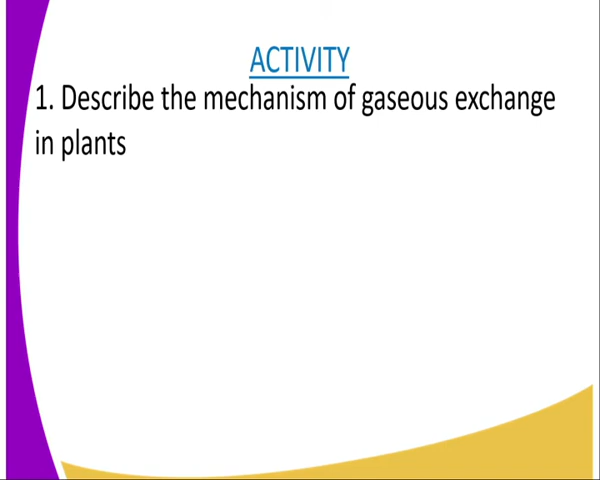 ACTIVITY
1. Describe the mechanism of gaseous exchange
in plants